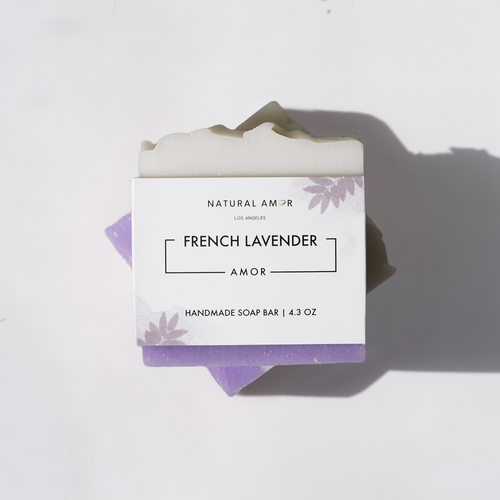 NATURAL AMOR
LOS ANGELES
FRENCH LAVENDER
AMOR
HANDMADE SOAP BAR | 4.3 OZ